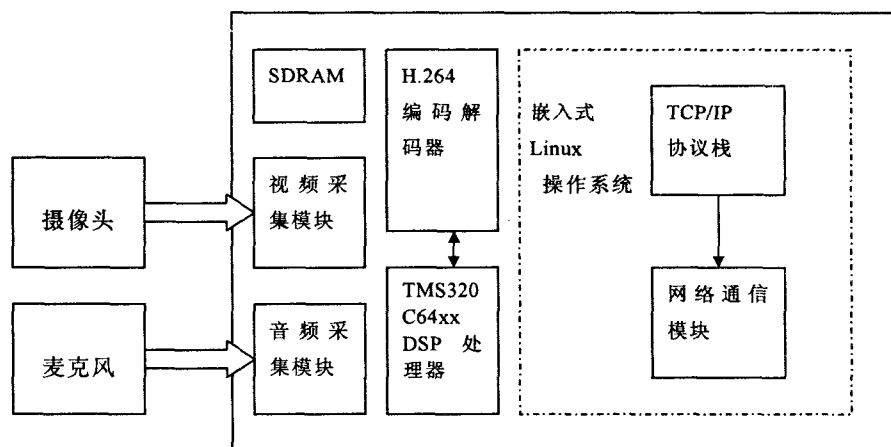 SDRAM
H.264
编码解
码器
嵌入式
Linux
操作系统
TCP/IP
协议栈
摄像头
视频采
集模块
麦克风
音频采
集模块
TMS320
C64xx
DSP 处
理器
网络通信
模块